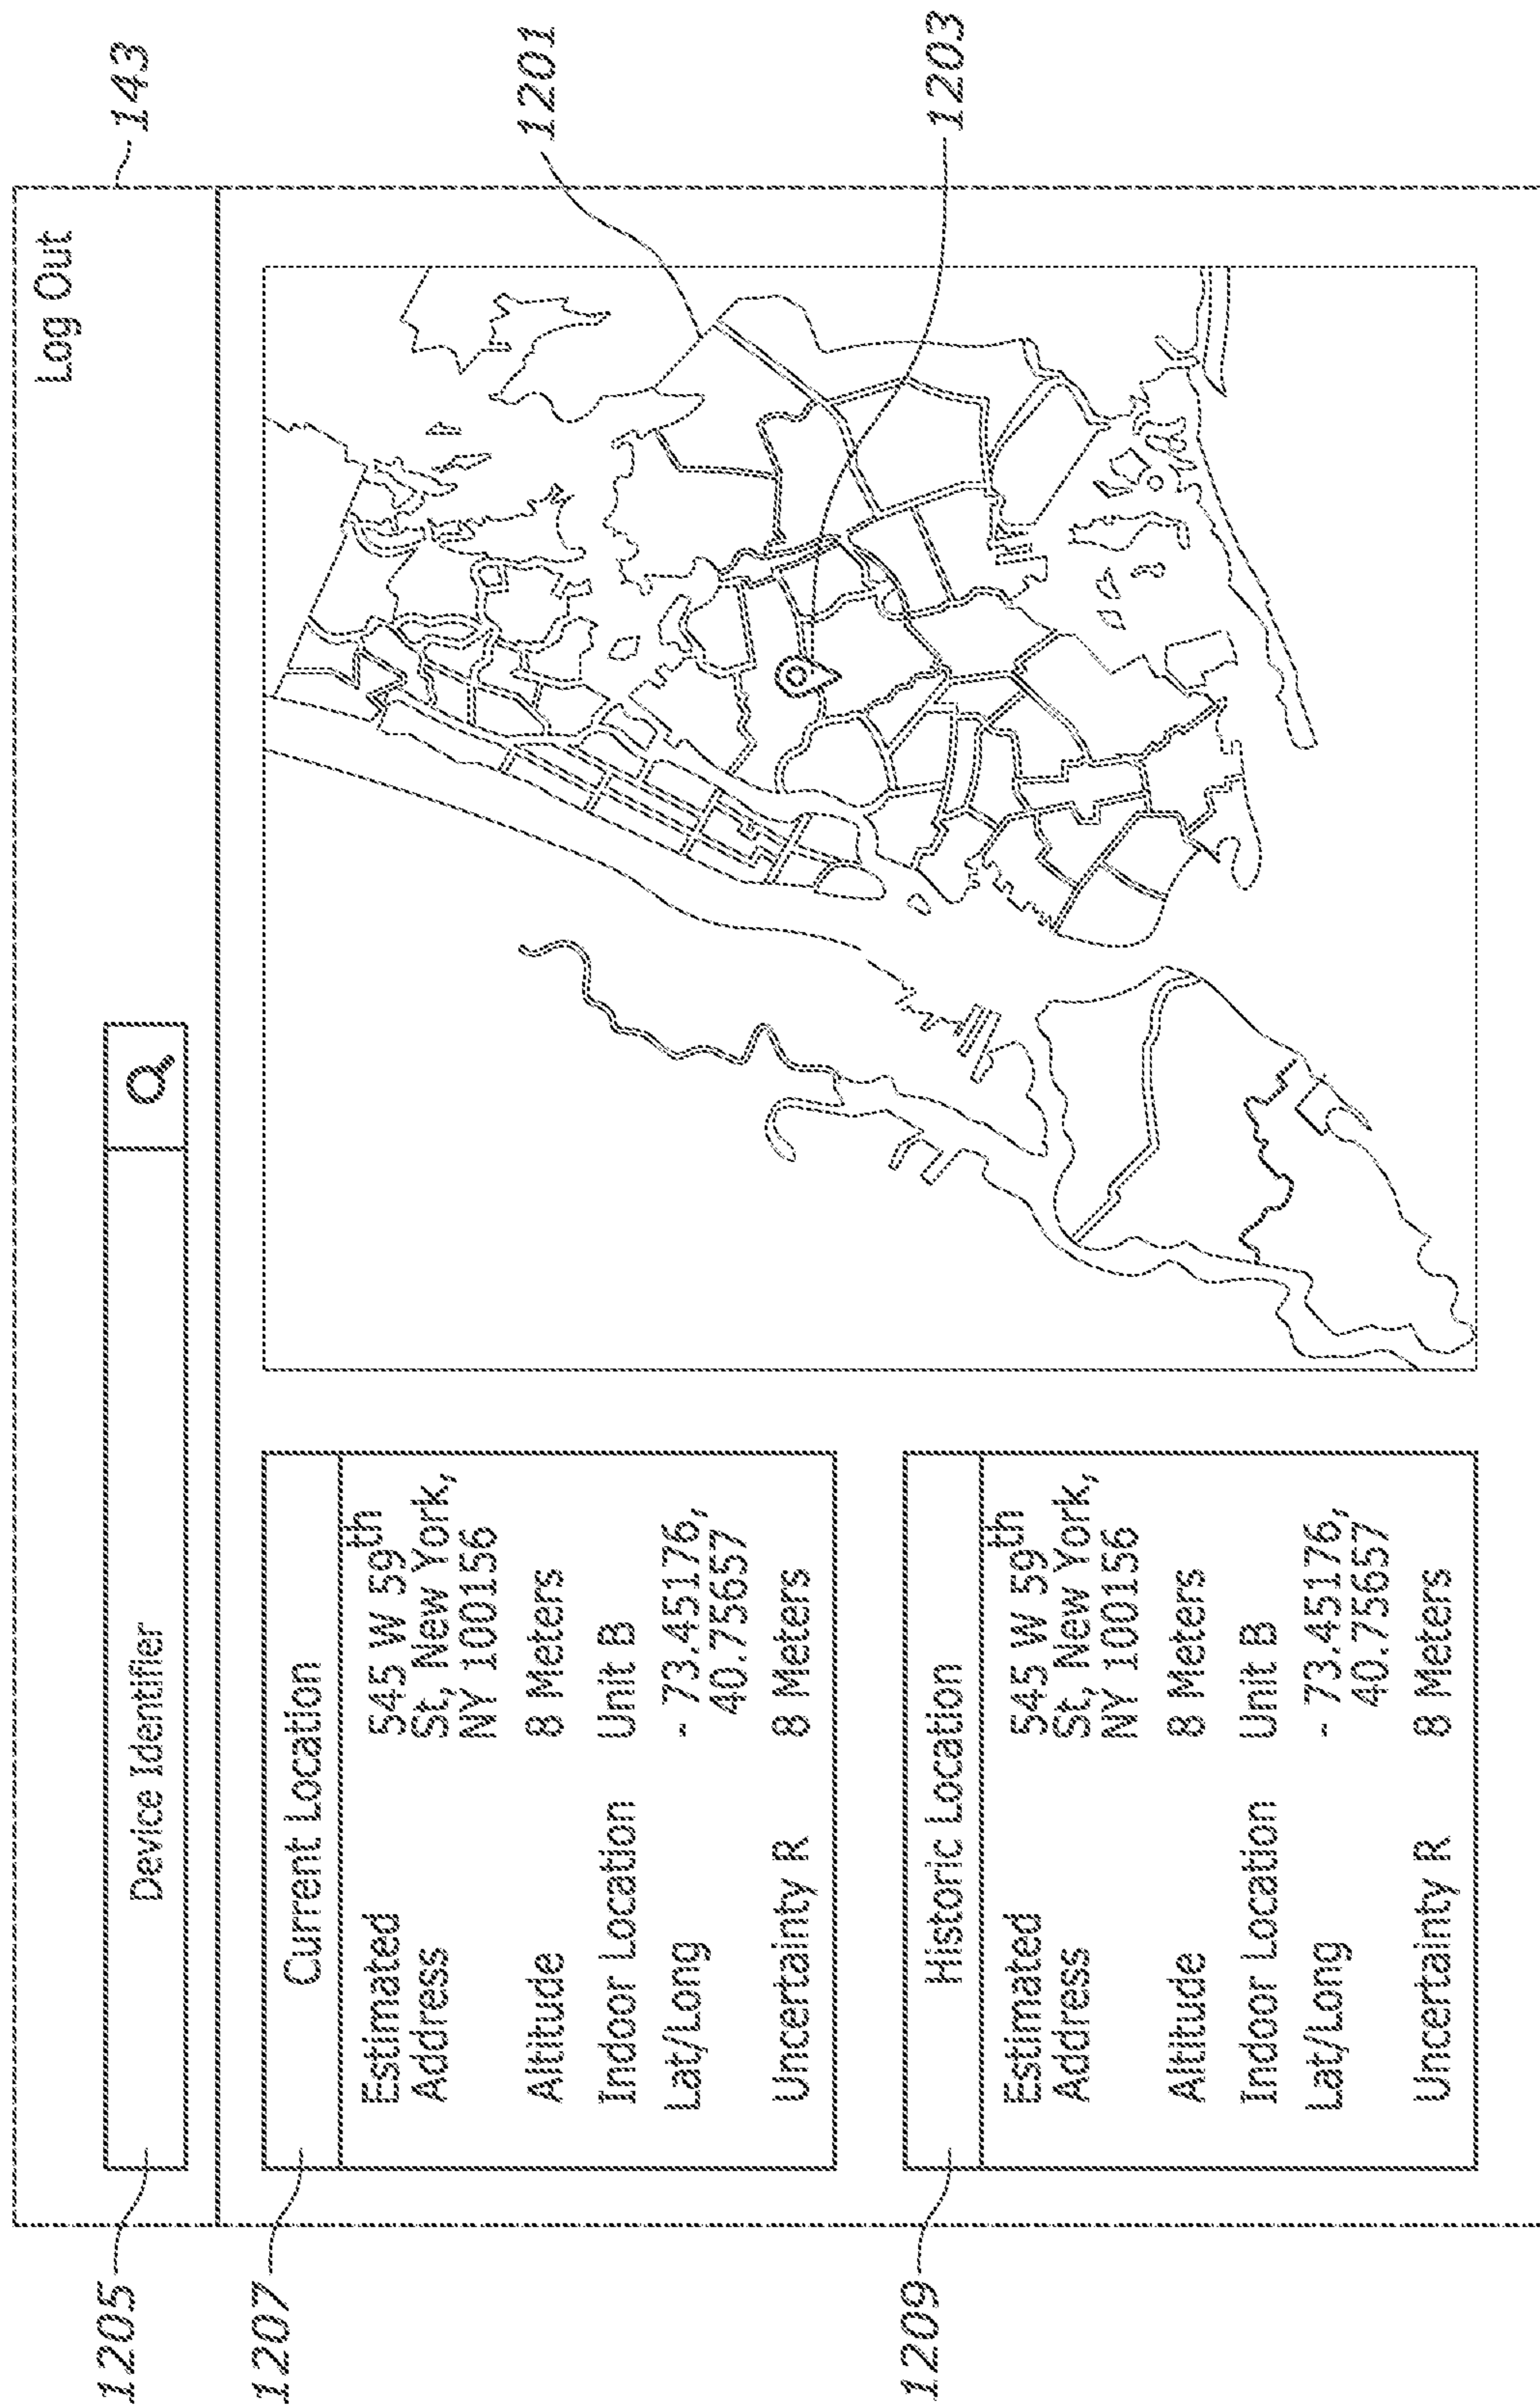 143
Log Out
1205
Device Identifier
1207
Current Location
Estimated
Address
545 W 59th
St, New York,
NY 100156
Altitude
8 Meters
Indoor Location
Unit B
Lat/Long
- 73.45176,
40.75657
Uncertainty R
8 Meters
1209
Historic Location
Estimated
Address
545 W 59th
St, New York,
NY 100156
Altitude
8 Meters
Indoor Location
Unit B
Lat/Long
- 73.45176,
40.75657
Uncertainty R
8 Meters
1201
1203